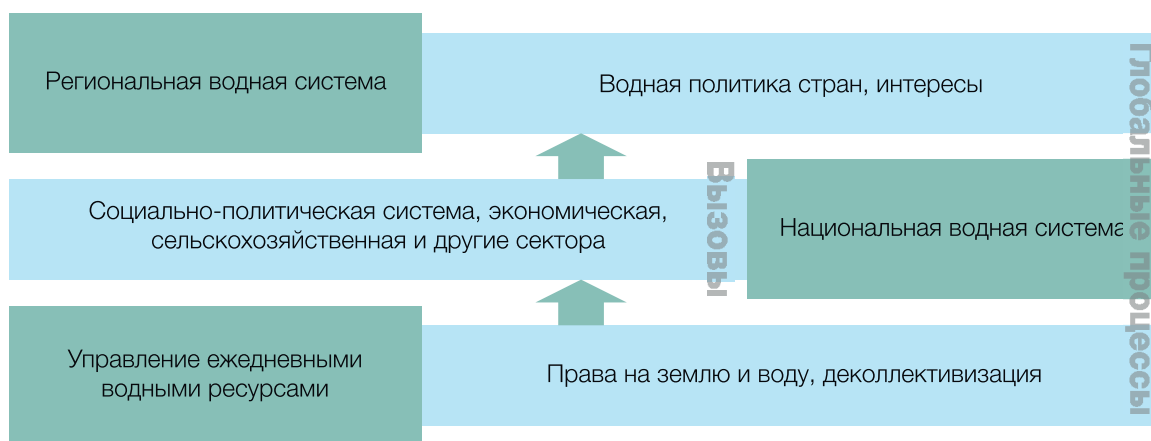 Региональная водная система
Водная политика стран, интересы
Социально-политическая система, экономическая,
сельскохозяйственная и другие сектора
Вызовы
Национальная водная система
Управление ежедневными
водными ресурсами
Права на землю и воду, деколлективизация
Глобальные процессы